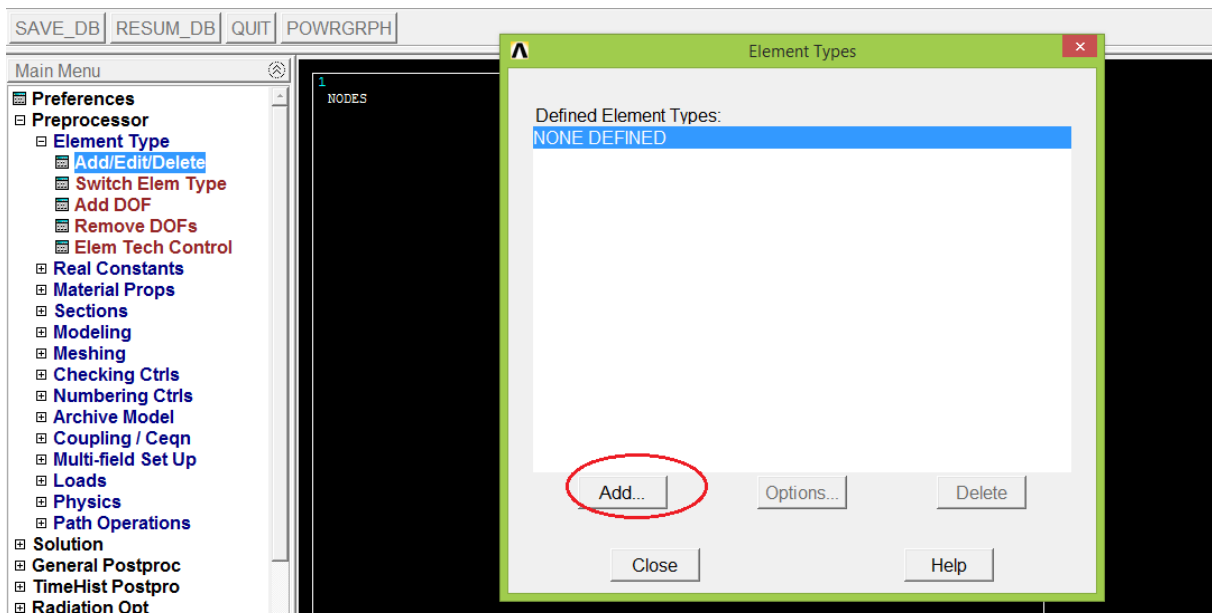 SAVE_DB RESUM_DB QUIT POWRGRPH
Main Menu
Preferences
Preprocessor
Element Type
Add/Edit/Delete
Switch Elem Type
Add DOF
Remove DOFs
Elem Tech Control
Real Constants
Material Props
Sections
Modeling
Meshing
Checking Ctrls
Numbering Ctrls
Archive Model
Coupling / Ceqn
Multi-field Set Up
Loads
Physics
Path Operations
Solution
General Postproc
TimeHist Postpro
Radiation Opt
1
NODES
Element Types
Defined Element Types:
NONE DEFINED
Add... Options... Delete
Close Help